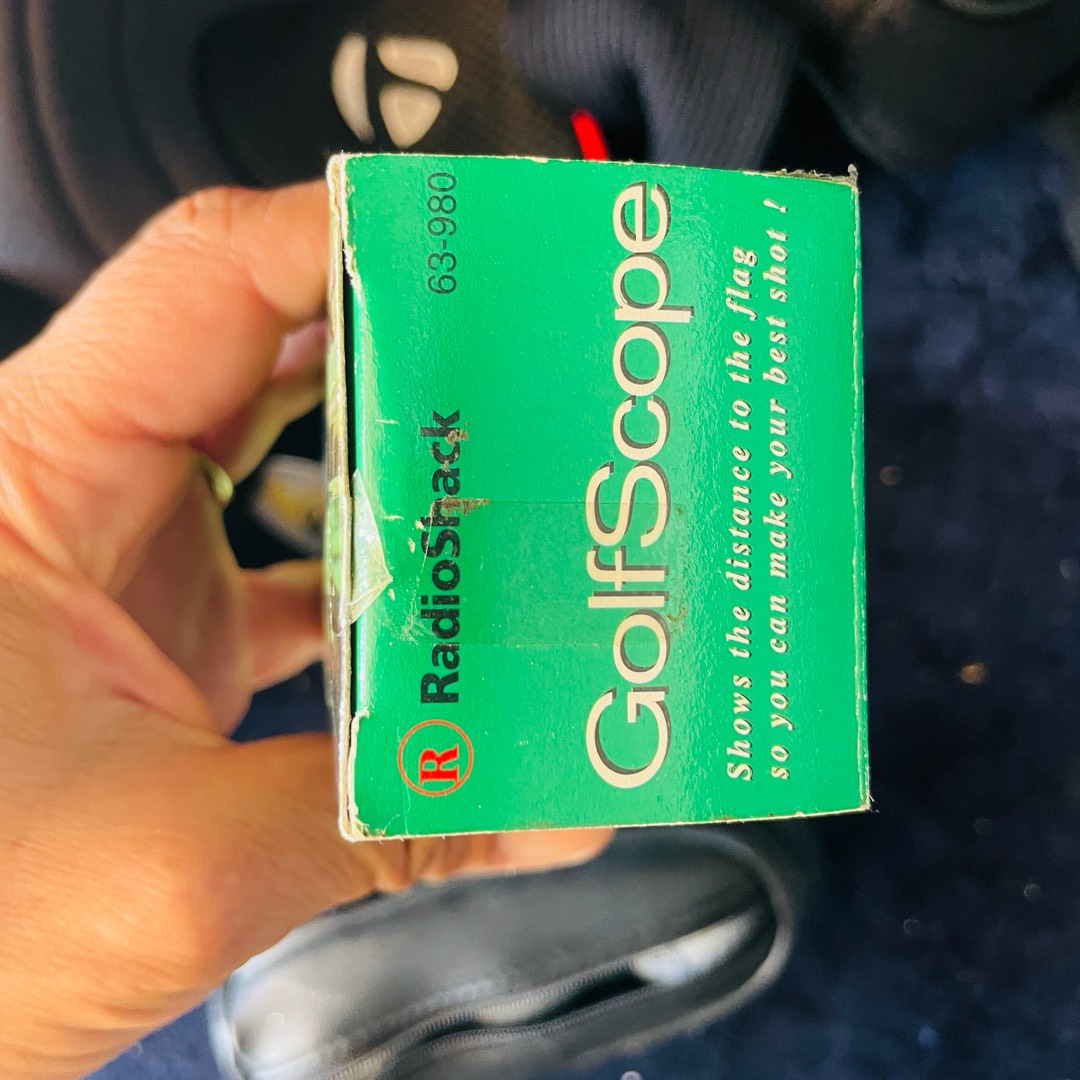 ® RadioShack 63-980
GolfScope
Shows the distance to the flag
so you can make your best shot !